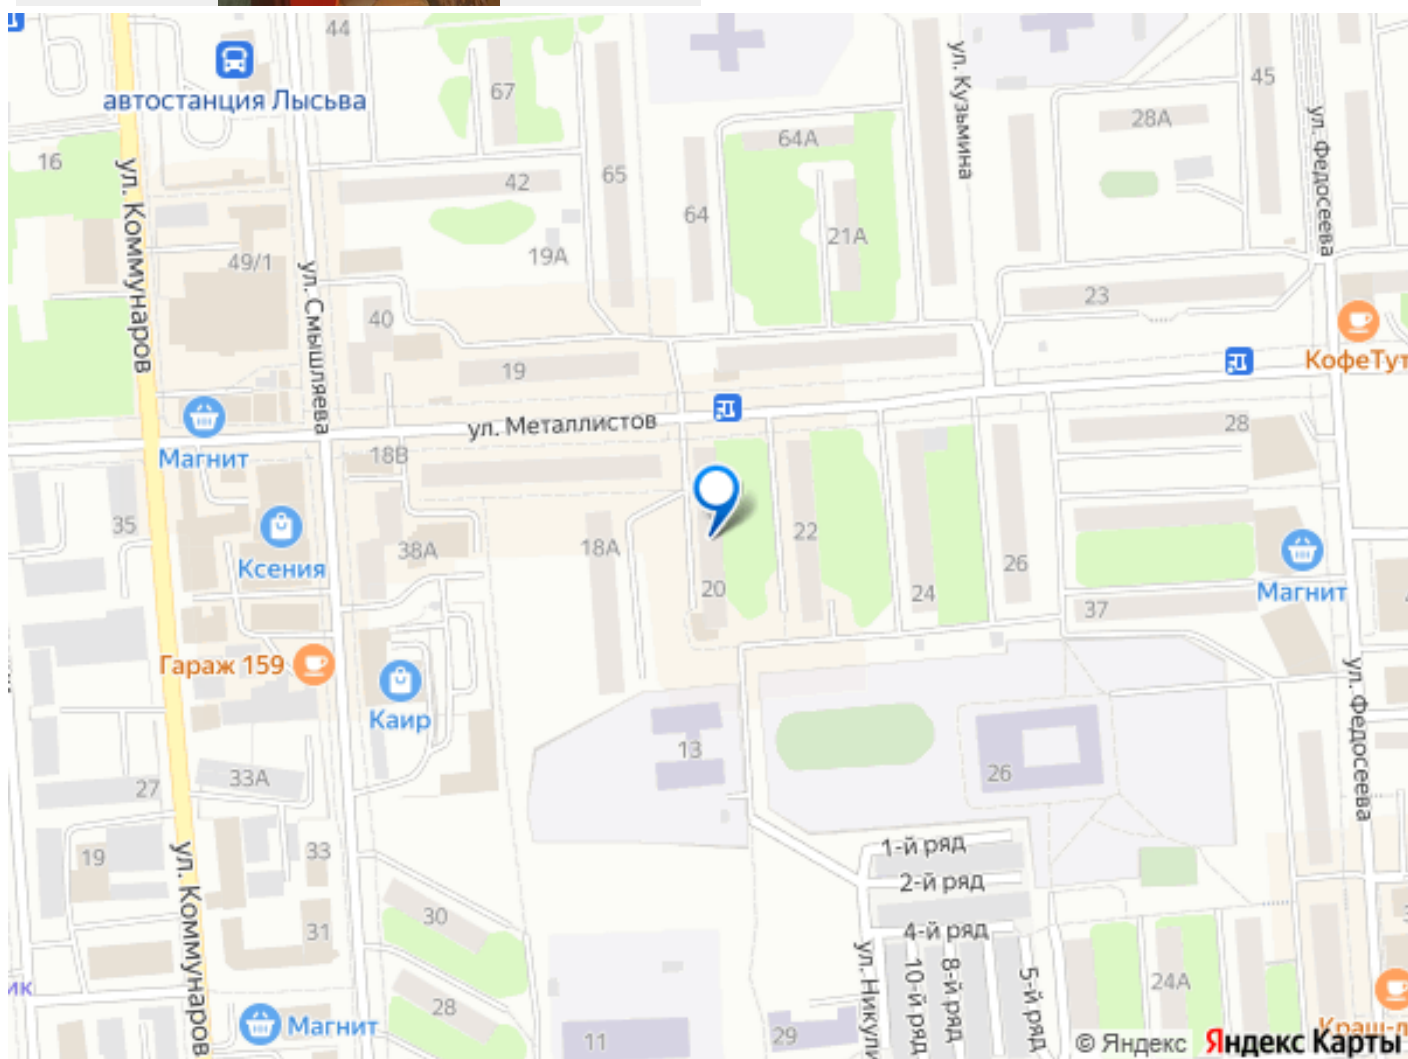 44
автостанция Лысьва
67
ул. Кузьмина
45
16
64А
28А
ул. Федосеева
ул. Коммунаров
42
65
64
21А
49/1
19А
ул. Смышляева
23
40
КофеТут
19
ул. Металлистов
28
Магнит
18В
35
Ксения
38А
18А
22
20
24
26
37
Магнит
Гараж 159
Каир
ул. Федосеева
13
26
27
33А
19
33
1-й ряд
2-й ряд
ул. Коммунаров
30
31
4-й ряд
10-й ряд
8-й ряд
5-й ряд
24А
28
Магнит
11
29
© Яндекс
Яндекс Карты